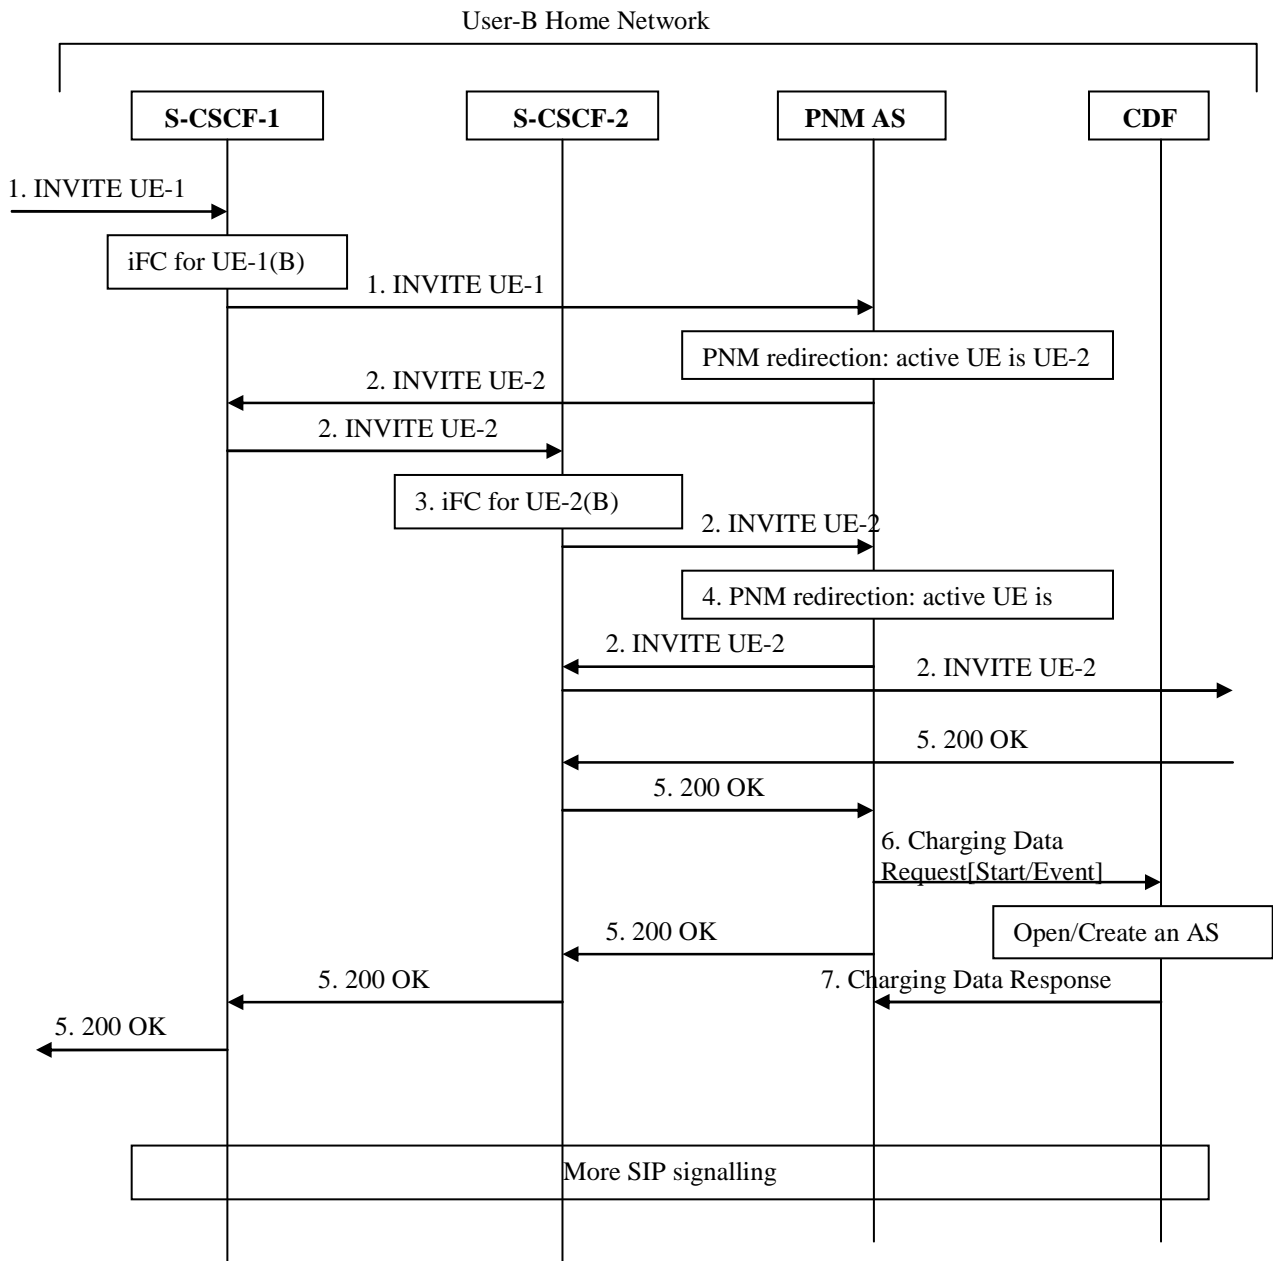 User-B Home Network
S-CSCF-1
S-CSCF-2
PNM AS
CDF
1. INVITE UE-1
iFC for UE-1(B)
1. INVITE UE-1
PNM redirection: active UE is UE-2
2. INVITE UE-2
2. INVITE UE-2
3. iFC for UE-2(B)
2. INVITE UE-2
4. PNM redirection: active UE is
2. INVITE UE-2
2. INVITE UE-2
5. 200 OK
5. 200 OK
6. Charging Data
Request[Start/Event]
Open/Create an AS
5. 200 OK
7. Charging Data Response
5. 200 OK
5. 200 OK
More SIP signalling